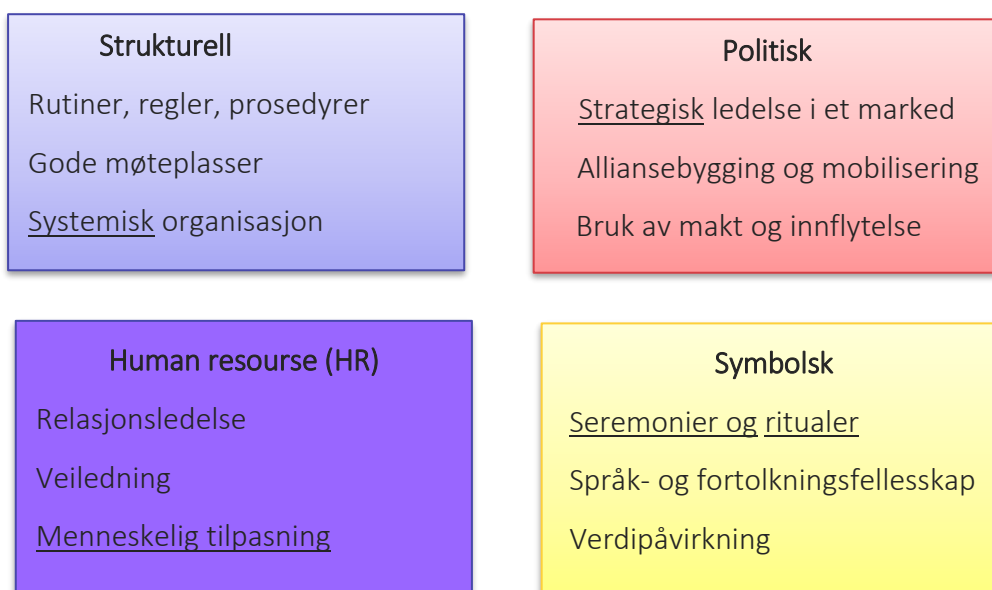 Strukturell
Rutiner, regler, prosedyrer
Gode møteplasser
Systemisk organisasjon
Politisk
Strategisk ledelse i et marked
Alliansebygging og mobilisering
Bruk av makt og innflytelse
Human resourse (HR)
Relasjonsledelse
Veiledning
Menneskelig tilpasning
Symbolsk
Seremonier og ritualer
Språk- og fortolkningsfellesskap
Verdipåvirkning